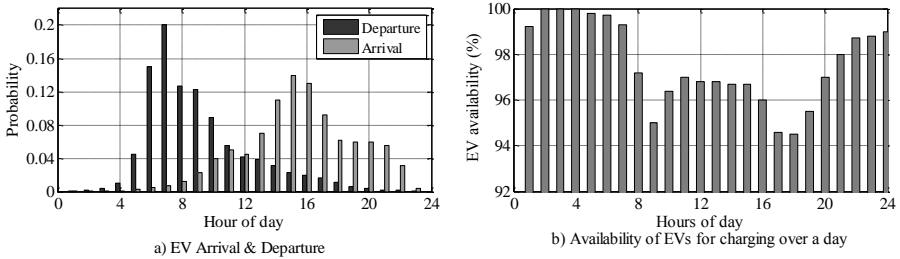 0.2
0.16
0.12
0.08
0.04
0
Probability
Departure
Arrival
0 4 8 12 16 20 24
Hour of day
a) EV Arrival & Departure
100
98
96
94
92
EV availability (%)
0 4 8 12 16 20 24
Hours of day
b) Availability of EVs for charging over a day